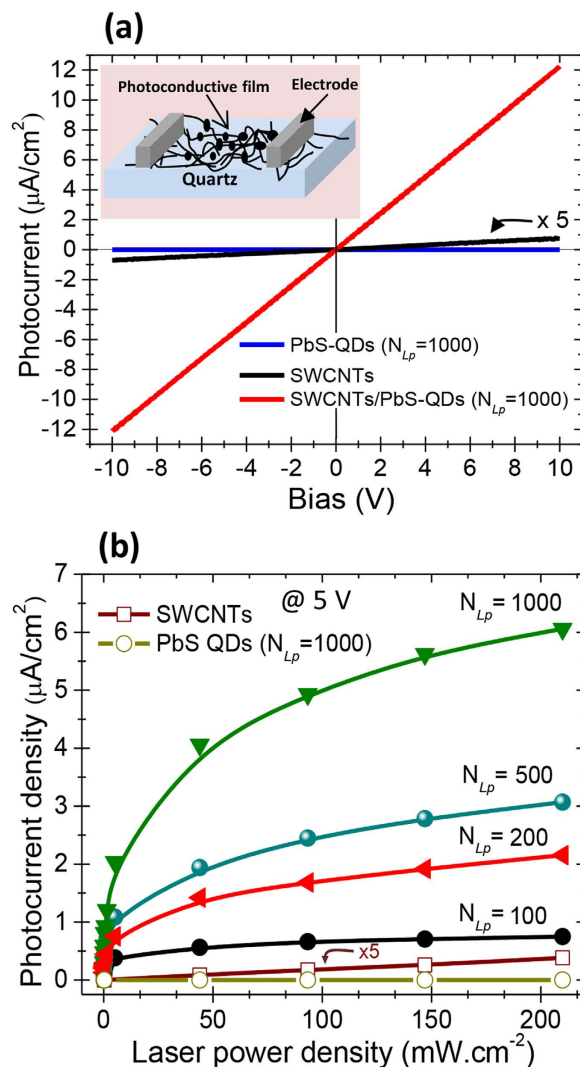 (a)
12
10
8
6
4
2
0
-2
-4
-6
-8
-10
-12
Photocurrent (µA/cm²)
Photoconductive film
Electrode
Quartz
x 5
PbS-QDs (N_Lp=1000)
SWCNTs
SWCNTs/PbS-QDs (N_Lp=1000)
-10 -8 -6 -4 -2 0 2 4 6 8 10
Bias (V)
(b)
7
6
5
4
3
2
1
0
Photocurrent density (µA/cm²)
SWCNTs
@ 5 V
PbS QDs (N_Lp=1000)
N_Lp = 1000
N_Lp = 500
N_Lp = 200
N_Lp = 100
x5
0 50 100 150 200
Laser power density (mW.cm⁻²)